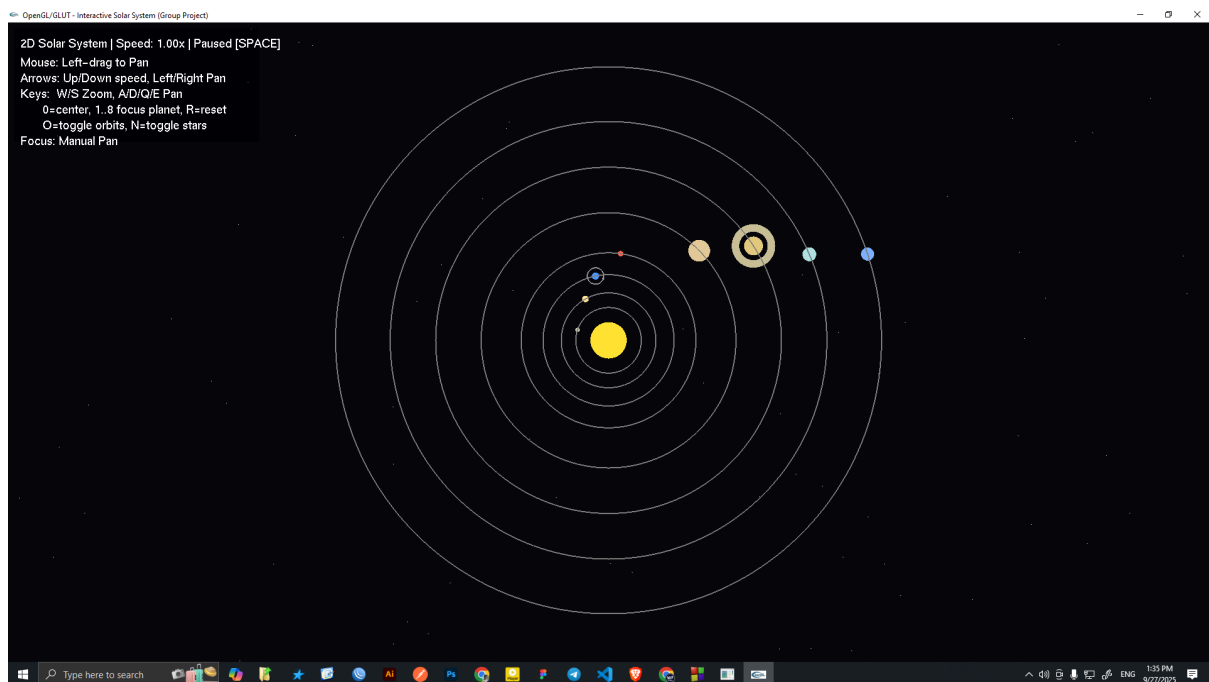 OpenGL/GLUT - Interactive Solar System (Group Project)
2D Solar System | Speed: 1.00x | Paused [SPACE]
Mouse: Left-drag to Pan
Arrows: Up/Down speed, Left/Right Pan
Keys: W/S Zoom, A/D/Q/E Pan
0=center, 1..8 focus planet, R=reset
O=toggle orbits, N=toggle stars
Focus: Manual Pan
Type here to search
Ai
Ps
ENG
1:35 PM
9/27/2025